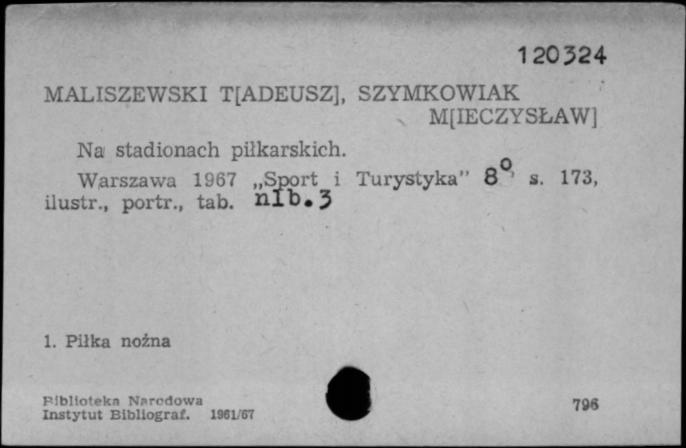 120324
MALISZEWSKI T[ADEUSZ], SZYMKOWIAK
M[IECZYSŁAW]
Na stadionach piłkarskich.
Warszawa 1967 „Sport i Turystyka” 8°, s. 173,
ilustr., portr., tab. nlb. 3
1. Piłka nożna
Biblioteka Narodowa
Instytut Bibliograf. 1961/67
796